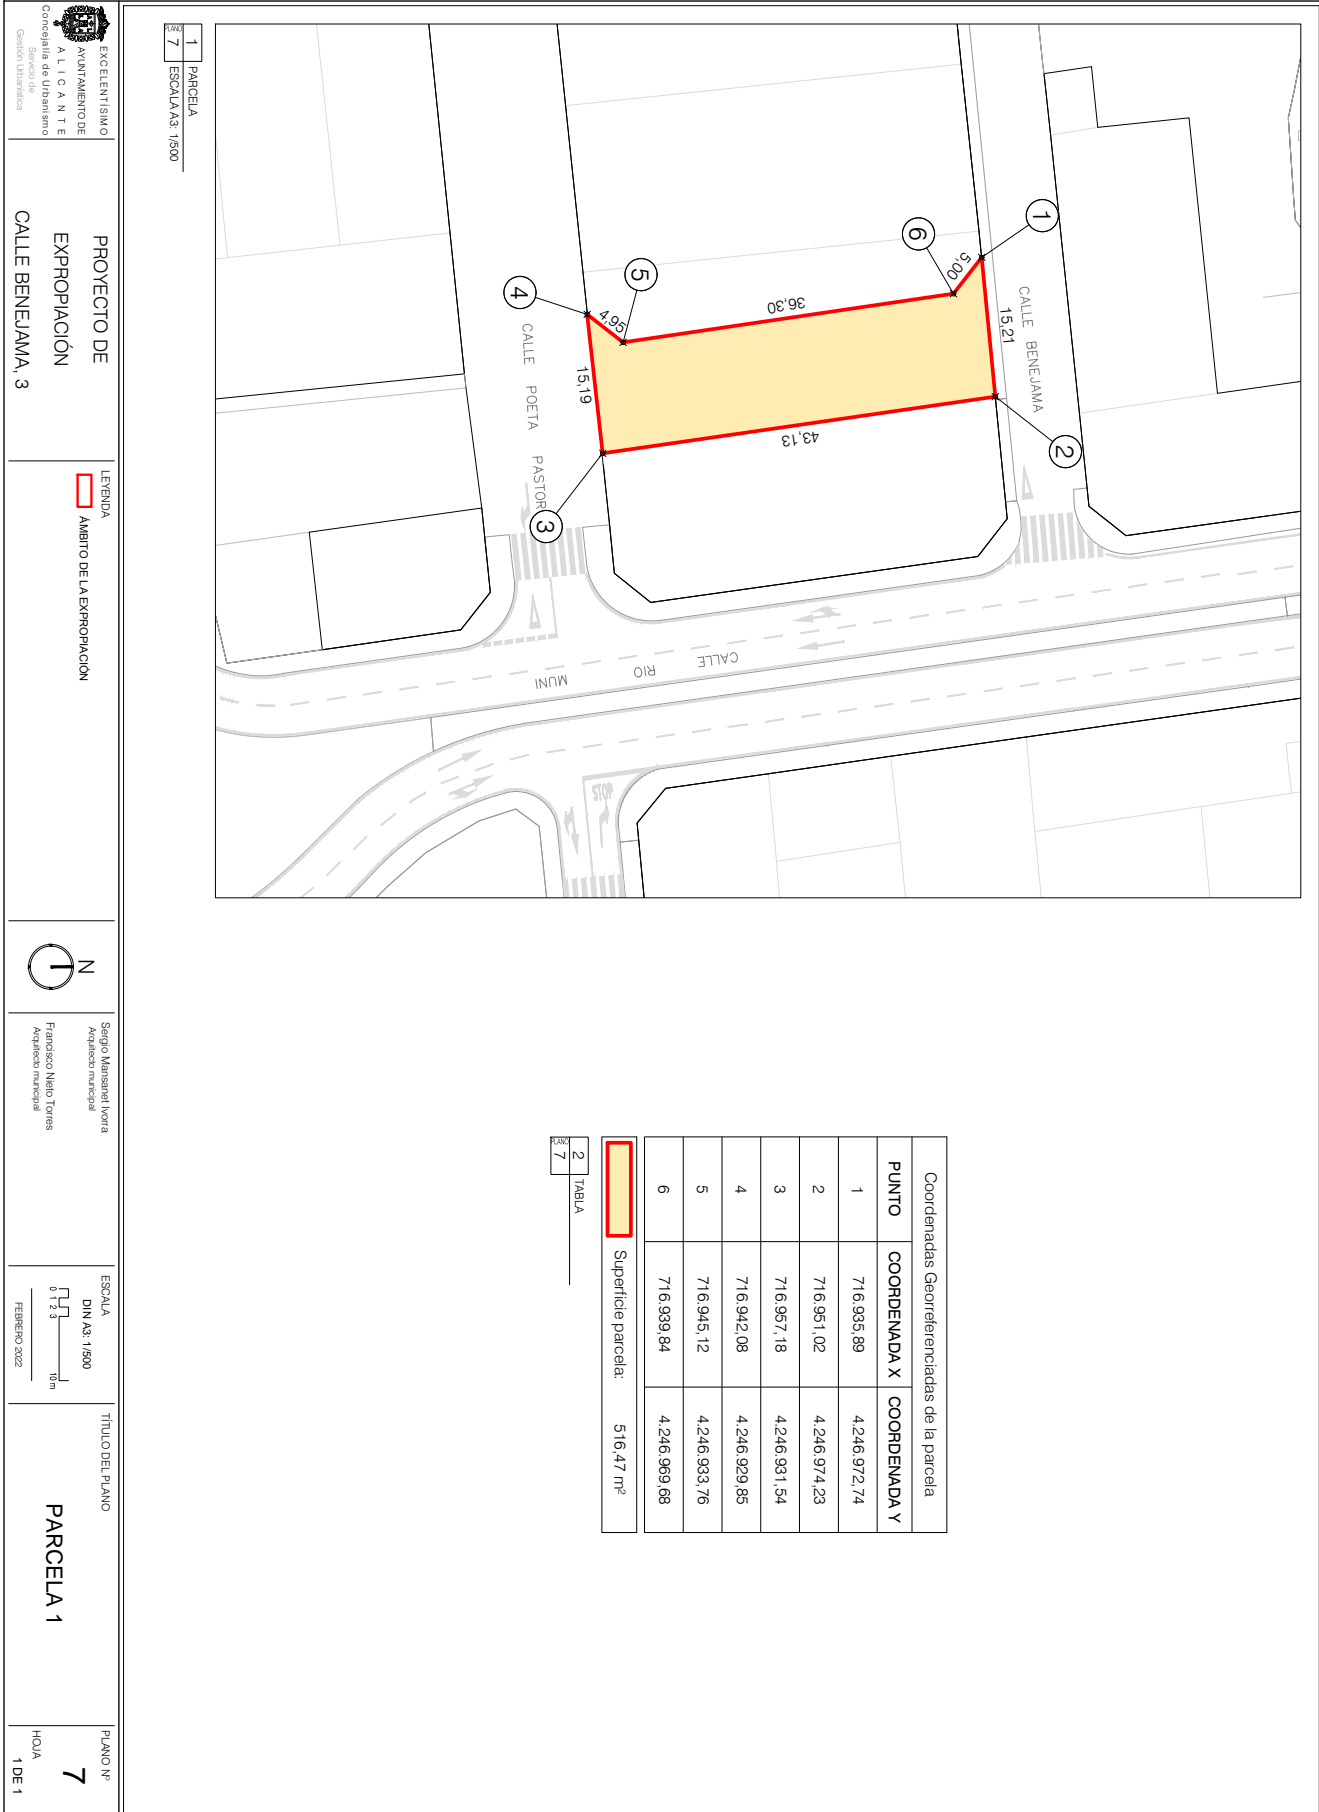 1
2
3
4
5
6
5,00
15,21
36,30
43,13
4,95
15,19
CALLE BENEJAMA
CALLE POETA PASTOR
CALLE RIO MUNI
STOP
1 PARCELA
PLANO 7 ESCALA A3: 1/500
Coordenadas Georreferenciadas de la parcela
PUNTO COORDENADA X COORDENADA Y
1 716.935,89 4.246.972,74
2 716.951,02 4.246.974,23
3 716.957,18 4.246.931,54
4 716.942,08 4.246.929,85
5 716.945,12 4.246.933,76
6 716.939,84 4.246.969,68
Superficie parcela: 516,47 m²
2 TABLA
PLANO 7
EXCELENTÍSIMO
AYUNTAMIENTO DE
ALICANTE
Concejalía de Urbanismo
Servicio de
Gestión Urbanística
PROYECTO DE
EXPROPIACIÓN
CALLE BENEJAMA, 3
LEYENDA
ÁMBITO DE LA EXPROPIACIÓN
N
Sergio Mansanet Ivorra
Arquitecto municipal
Francisco Nieto Torres
Arquitecto municipal
ESCALA
DIN A3: 1/500
0 1 2 3 10 m
FEBRERO 2022
TÍTULO DEL PLANO
PARCELA 1
PLANO Nº
7
HOJA
1 DE 1